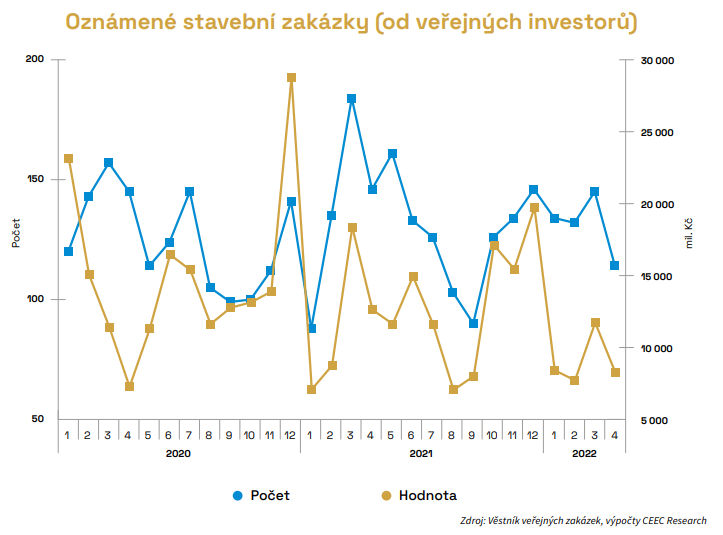 Oznámené stavební zakázky (od veřejných investorů)
200
30 000
25 000
150
20 000
Počet
mil. Kč
15 000
100
10 000
50
5 000
1 2 3 4 5 6 7 8 9 10 11 12 1 2 3 4 5 6 7 8 9 10 11 12 1 2 3 4
2020 2021 2022
Počet Hodnota
Zdroj: Věstník veřejných zakázek, výpočty CEEC Research